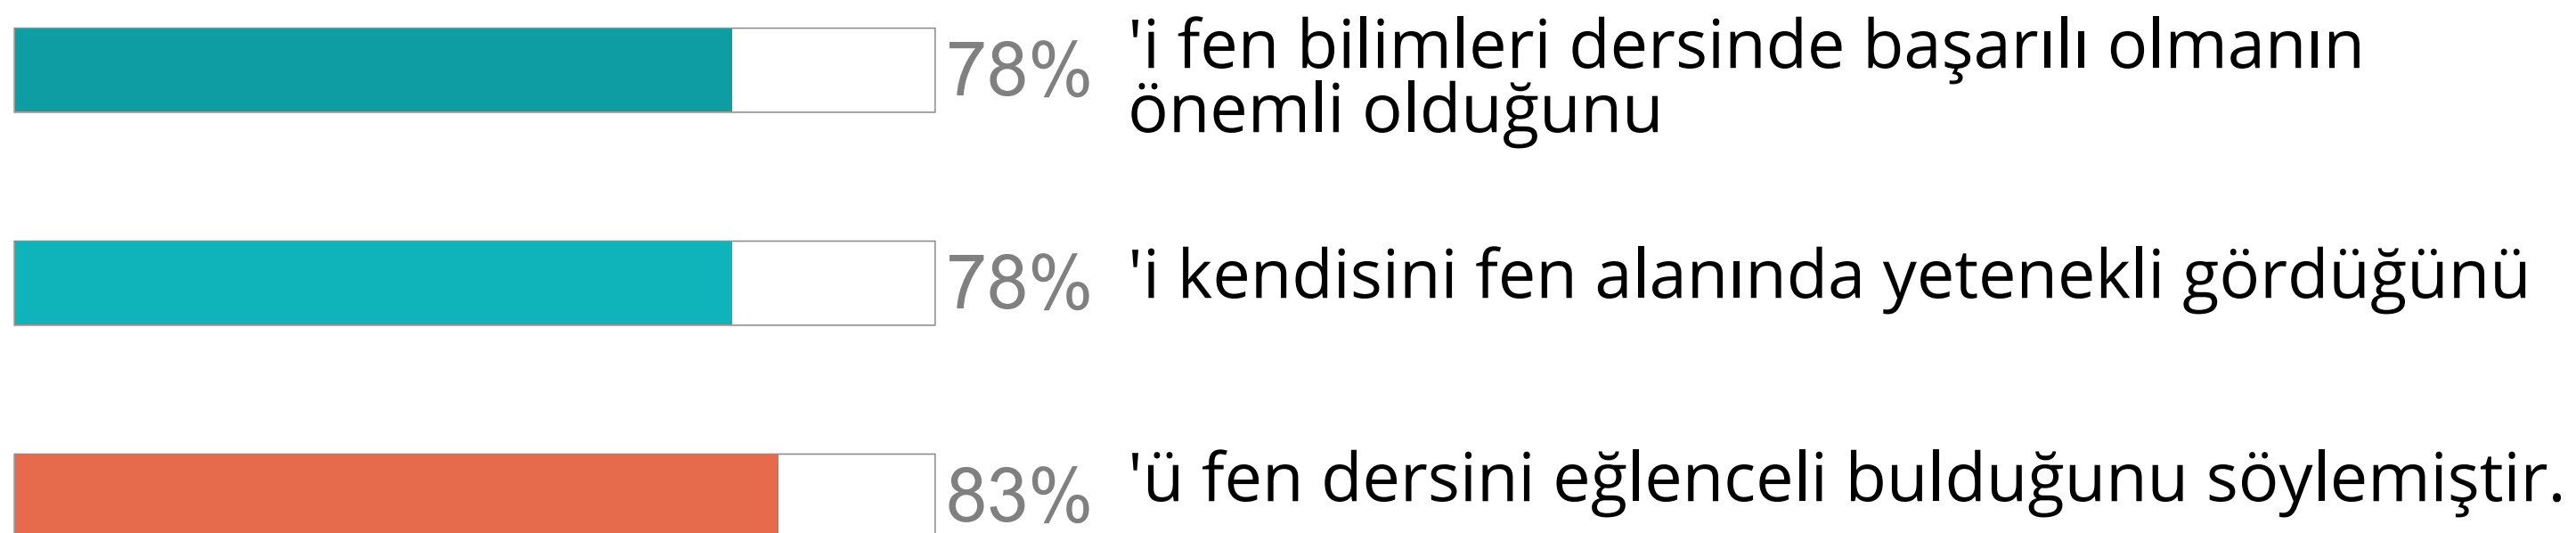 78% 'i fen bilimleri dersinde başarılı olmanın
önemli olduğunu
78% 'i kendisini fen alanında yetenekli gördüğünü
83% 'ü fen dersini eğlenceli bulduğunu söylemiştir.